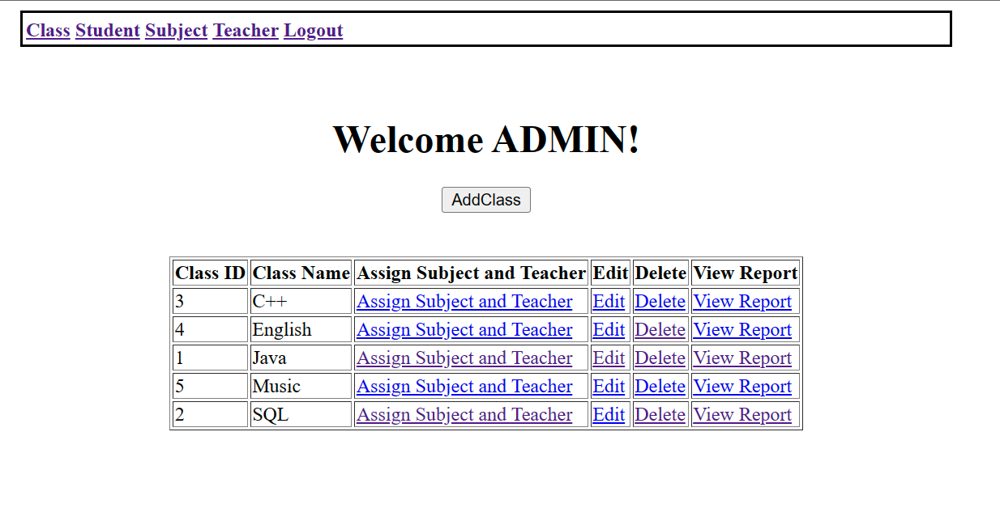 Class Student Subject Teacher Logout
Welcome ADMIN!
AddClass
Class ID Class Name Assign Subject and Teacher Edit Delete View Report
3 C++ Assign Subject and Teacher Edit Delete View Report
4 English Assign Subject and Teacher Edit Delete View Report
1 Java Assign Subject and Teacher Edit Delete View Report
5 Music Assign Subject and Teacher Edit Delete View Report
2 SQL Assign Subject and Teacher Edit Delete View Report